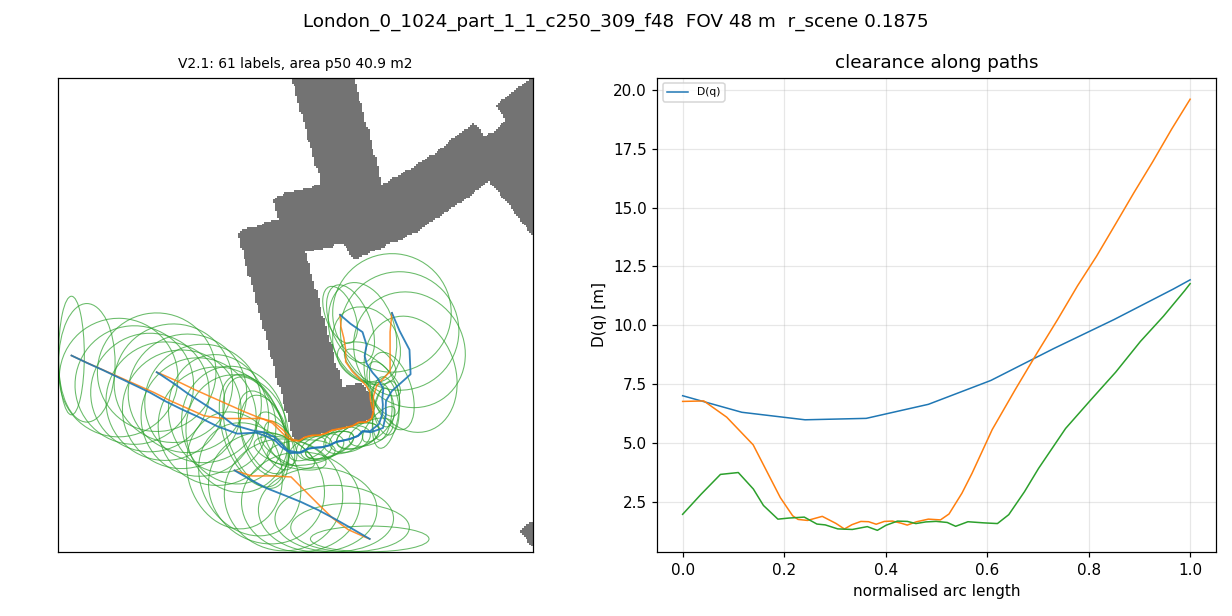 London_0_1024_part_1_1_c250_309_f48  FOV 48 m  r_scene 0.1875
V2.1: 61 labels, area p50 40.9 m2
clearance along paths
D(q)
20.0
17.5
15.0
12.5
10.0
7.5
5.0
2.5
D(q) [m]
0.0 0.2 0.4 0.6 0.8 1.0
normalised arc length